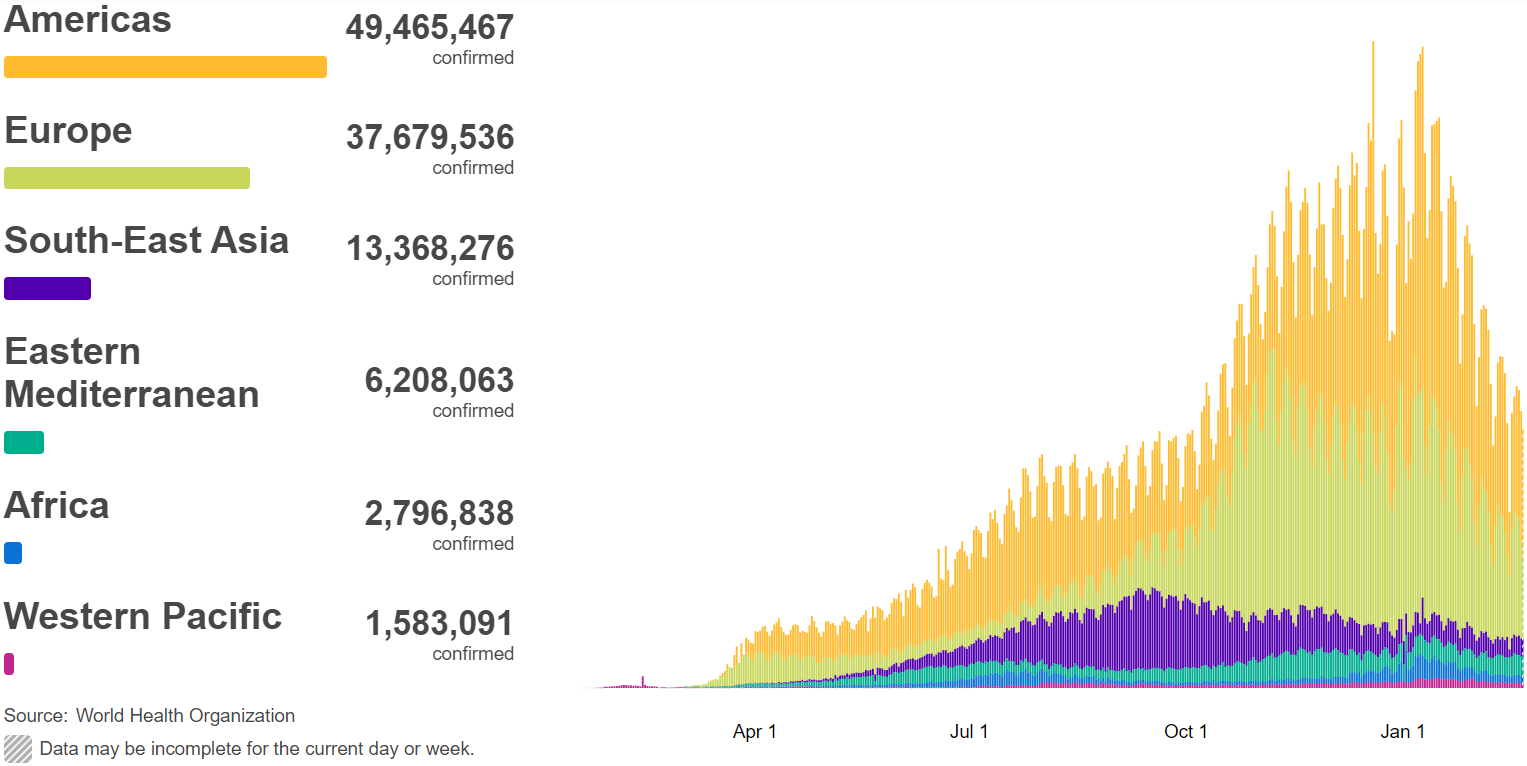 Americas
49,465,467
confirmed
Europe
37,679,536
confirmed
South-East Asia
13,368,276
confirmed
Eastern
Mediterranean
6,208,063
confirmed
Africa
2,796,838
confirmed
Western Pacific
1,583,091
confirmed
Source: World Health Organization
Data may be incomplete for the current day or week.
Apr 1
Jul 1
Oct 1
Jan 1